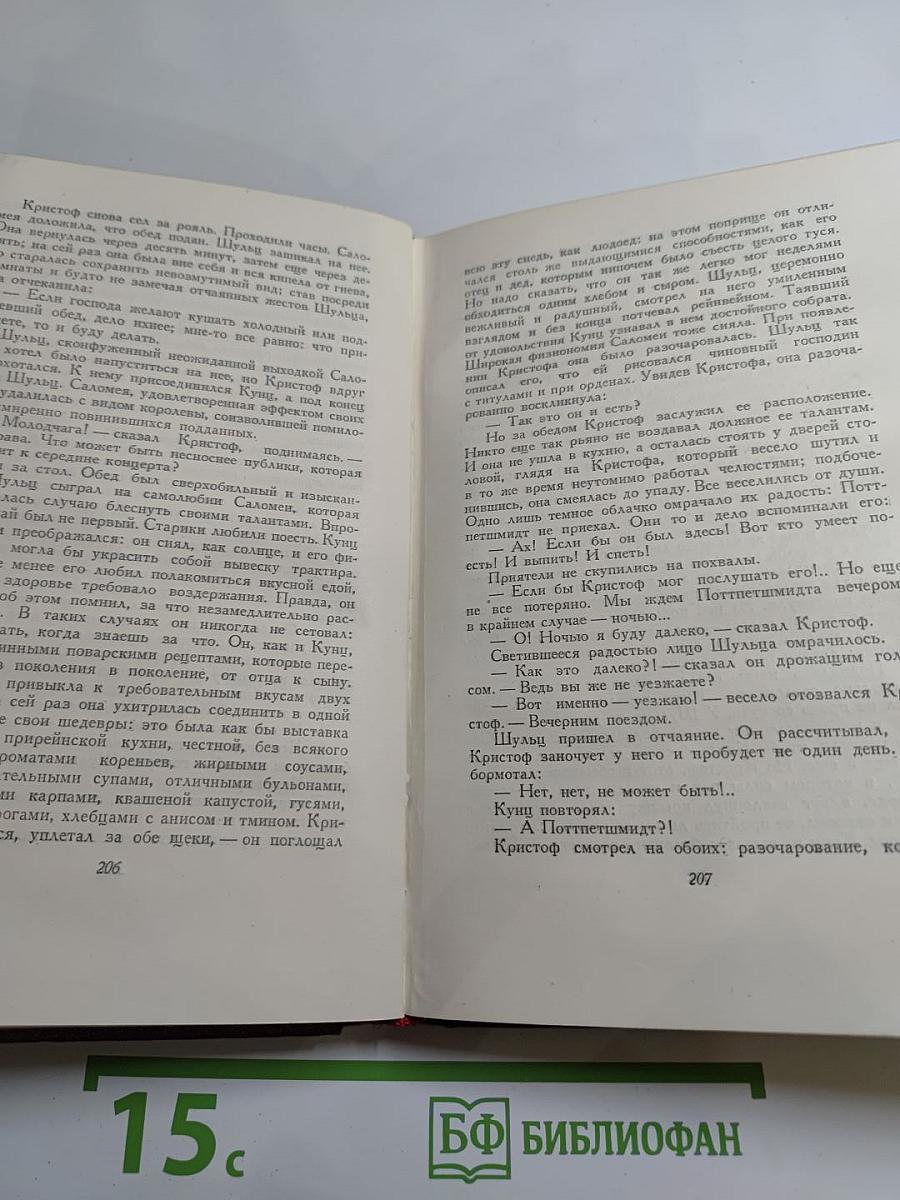 Кристоф снова сел за рояль. Проходили часы. Сало-
мея доложила, что обед подан. Шульц зашикал на нее.
Она вернулась через десять минут, затем еще через де-
ять; на сей раз она была вне себя и вся кипела от гнева,
о старалась сохранить невозмутимый вид; став посреди
мнаты и будто не замечая отчаянных жестов Шульца,
а отчеканила:
— Если господа желают кушать холодный или под-
евший обед, дело ихнее; мне-то все равно: что при-
ете, то и буду делать.
Шульц, сконфуженный неожиданной выходкой Сало-
хотел было напуститься на нее, но Кристоф вдруг
охотался. К нему присоединился Кунц, а под конец
Шульц. Саломея, удовлетворенная эффектом своих
удалилась с видом королевы, соизволившей помило-
миренно повинившихся подданных.
Молодчага! — сказал Кристоф, поднимаясь. —
рава. Что может быть несноснее публики, которая
ит к середине концерта?
и за стол. Обед был сверхобильный и изыскан-
Шульц сыграл на самолюбии Саломеи, которая
алась случаю блеснуть своими талантами. Впро-
ай был не первый. Старики любили поесть. Кунц
и преображался: он сиял, как солнце, и его фи-
могла бы украсить собой вывеску трактира.
е менее его любил полакомиться вкусной едой,
здоровье требовало воздержания. Правда, он
об этом помнил, за что незамедлительно рас-
. В таких случаях он никогда не сетовал:
ать, когда знаешь за что. Он, как и Кунц,
инными поварскими рецептами, которые пере-
в поколения в поколение, от отца к сыну.
привыкла к требовательным вкусам двух
сей раз она ухитрилась соединить в одной
е свои шедевры: это была как бы выставка
прирейнской кухни, честной, без всякого
роматами кореньев, жирными соусами,
ательными супами, отличными бульонами,
ми карпами, квашеной капустой, гусями,
рогами, хлебцами с анисом и тмином. Кри-
ся, уплетал за обе щеки, — он поглощал
206
всю эту снедь, как людоед: на этом поприще он отли-
чался столь же выдающимися способностями, как его
отец и дед, которым нипочем было съесть целого гуся.
Но надо сказать, что он так же легко мог неделями
обходиться одним хлебом и сыром. Шульц, церемонно
вежливый и радушный, смотрел на него умиленным
взглядом и без конца потчевал рейнвейном. Таявший
от удовольствия Кунц узнавал в нем достойного собрата.
Широкая физиономия Саломеи тоже сияла. При появле-
нии Кристофа она было разочаровалась. Шульц так
описал его, что ей рисовался чиновный господин
с титулами и при орденах. Увидев Кристофа, она разоча-
рованно воскликнула:
— Так это он и есть?
Но за обедом Кристоф заслужил ее расположение.
Никто еще так рьяно не воздавал должное ее талантам.
И она не ушла в кухню, а осталась стоять у дверей сто-
ловой, глядя на Кристофа, который весело шутил и
в то же время неутомимо работал челюстями; подбоче-
нившись, она смеялась до упаду. Все веселились от души.
Одно лишь темное облачко омрачало их радость: Потт-
петшмидт не приехал. Они то и дело вспоминали его:
— Ах! Если бы он был здесь! Вот кто умеет по-
есть! И выпить! И спеть!
Приятели не скупились на похвалы.
— Если бы Кристоф мог послушать его!.. Но еще
не все потеряно. Мы ждем Поттпетшмидта вечером
в крайнем случае — ночью...
— О! Ночью я буду далеко, — сказал Кристоф.
Светившееся радостью лицо Шульца омрачилось.
— Как это далеко?! — сказал он дрожащим гол
сом. — Ведь вы же не уезжаете?
— Вот именно — уезжаю! — весело отозвался Кр
стоф. — Вечерним поездом.
Шульц пришел в отчаяние. Он рассчитывал,
Кристоф заночует у него и пробудет не один день.
бормотал:
— Нет, нет, не может быть!..
Кунц повторял:
— А Поттпетшмидт?!
Кристоф смотрел на обоих: разочарование, ко
207
15 с
БФ БИБЛИОФАН